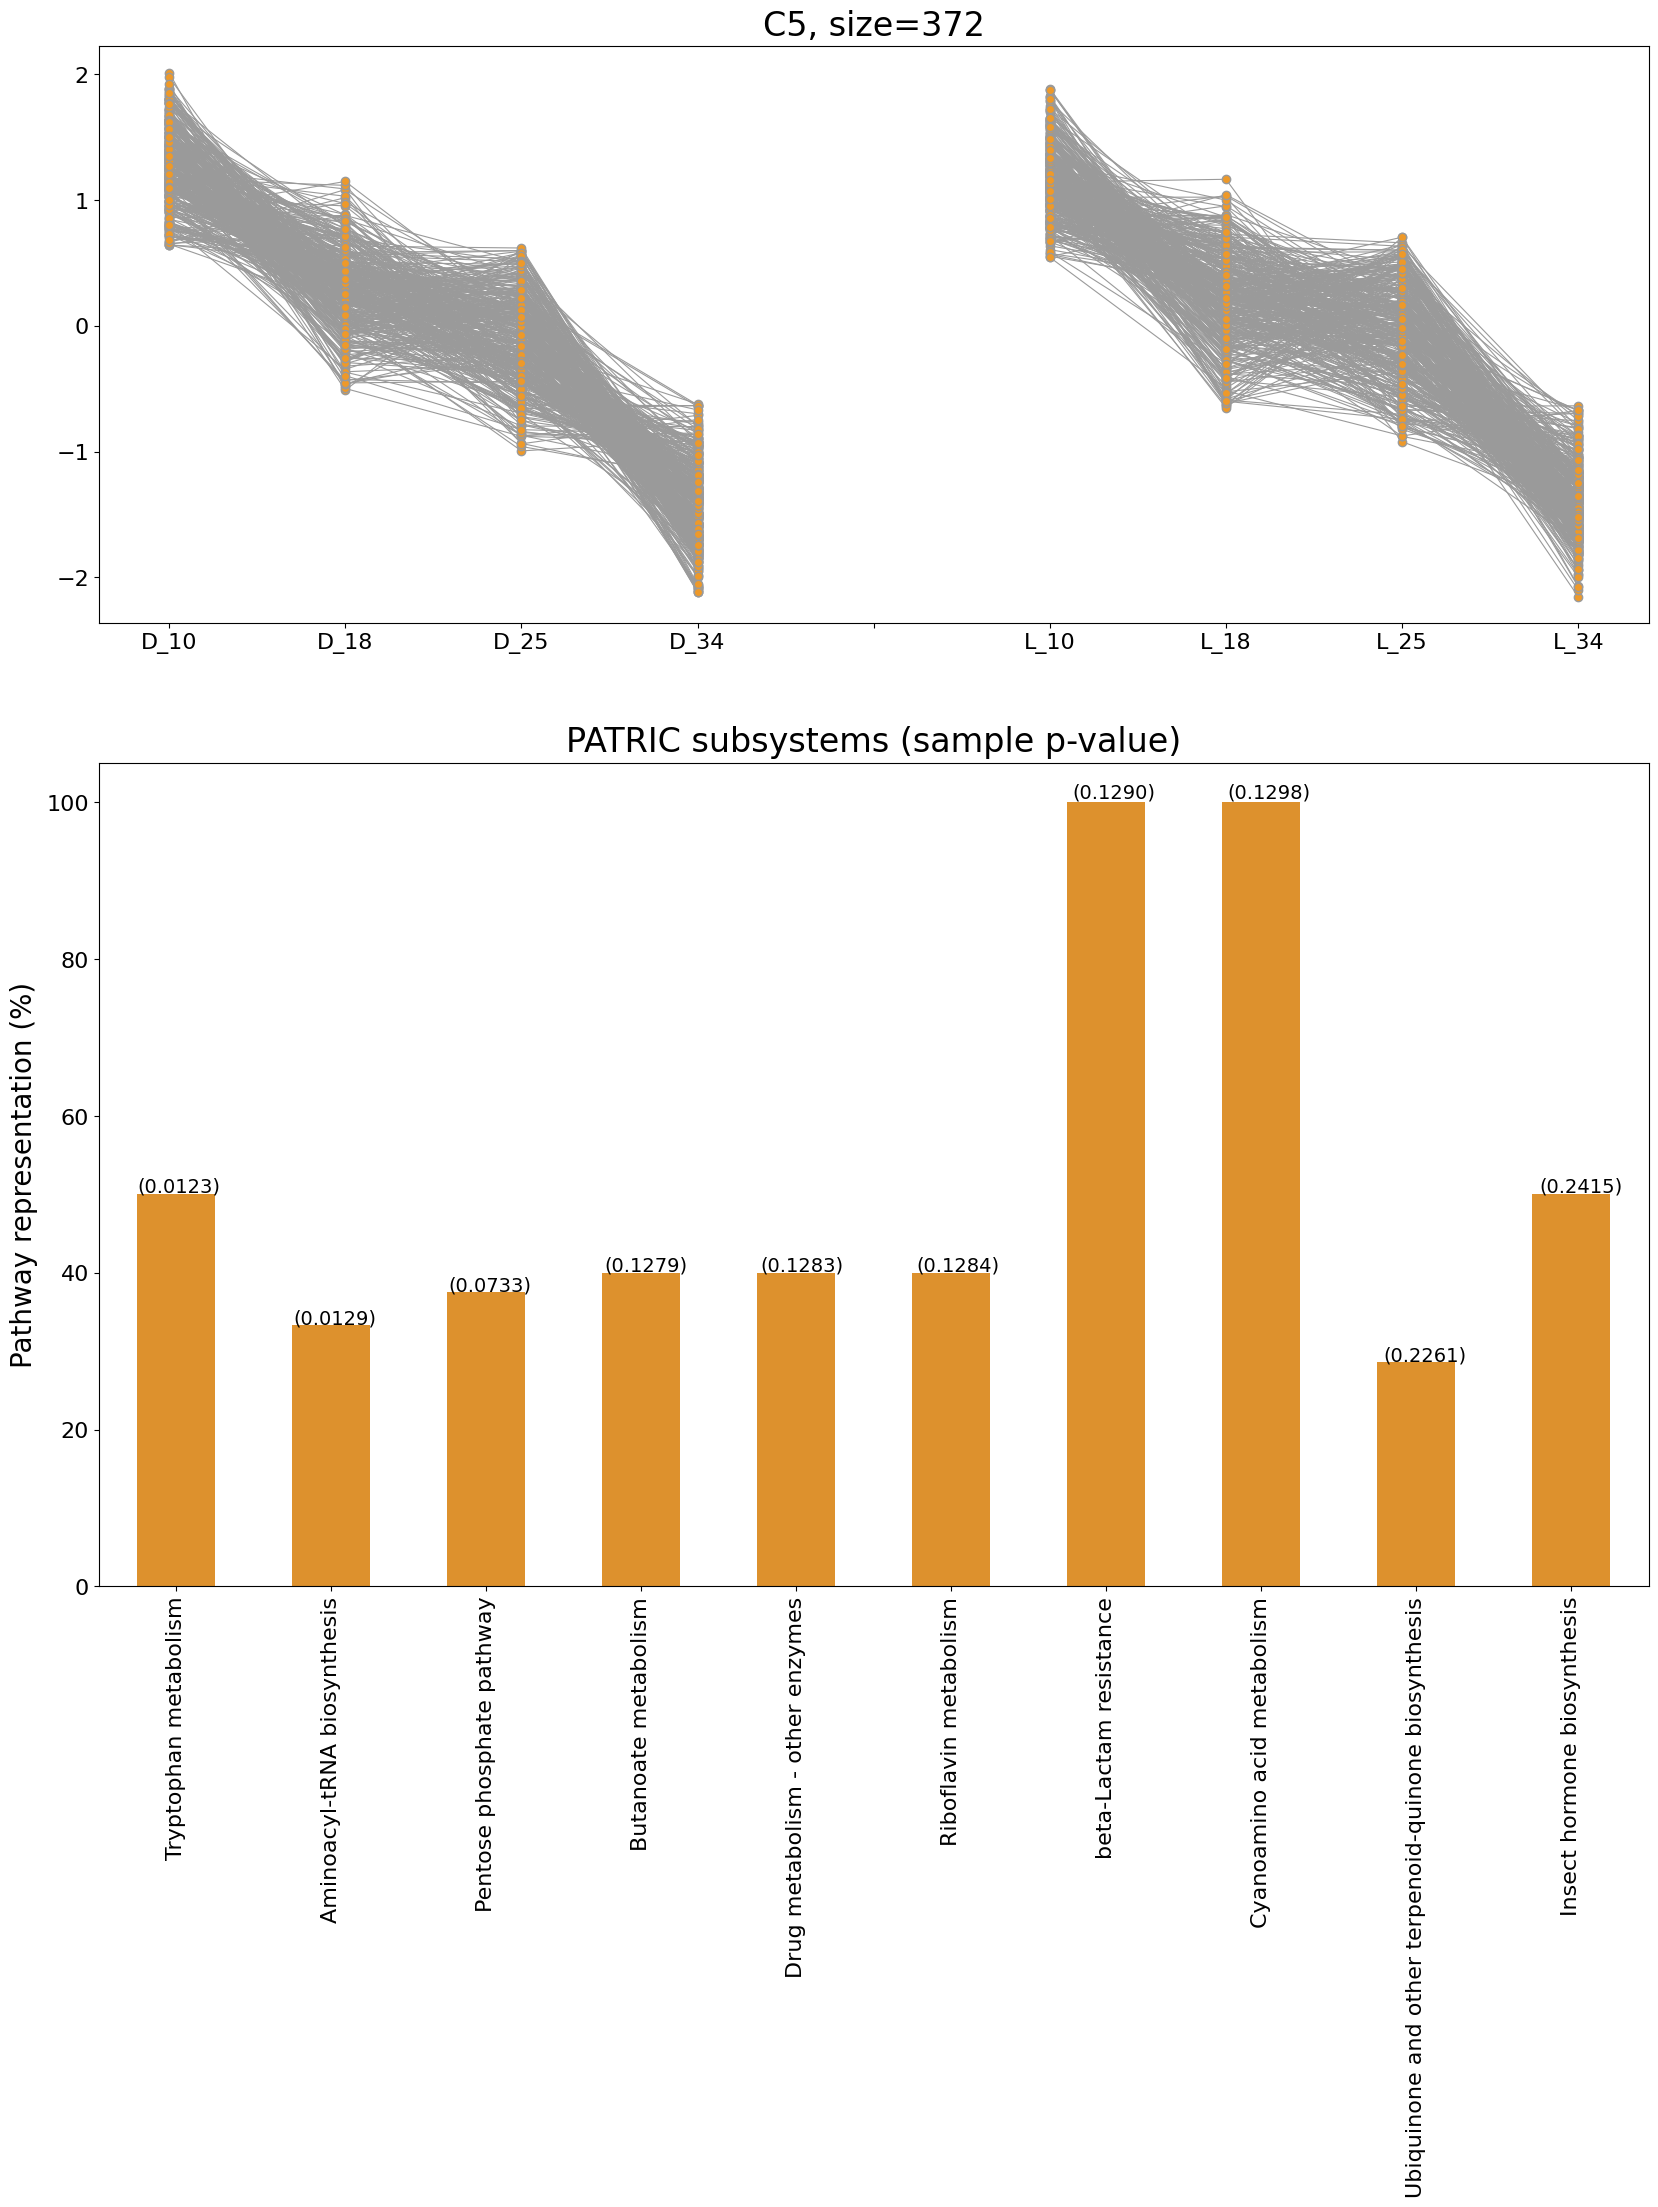 C5, size=372
2
1
0
−1
−2
D_10 D_18 D_25 D_34 L_10 L_18 L_25 L_34
PATRIC subsystems (sample p-value)
Pathway representation (%)
100
80
60
40
20
0
(0.0123)
(0.0129)
(0.0733)
(0.1279)
(0.1283)
(0.1284)
(0.1290)
(0.1298)
(0.2261)
(0.2415)
Tryptophan metabolism
Aminoacyl-tRNA biosynthesis
Pentose phosphate pathway
Butanoate metabolism
Drug metabolism - other enzymes
Riboflavin metabolism
beta-Lactam resistance
Cyanoamino acid metabolism
Ubiquinone and other terpenoid-quinone biosynthesis
Insect hormone biosynthesis